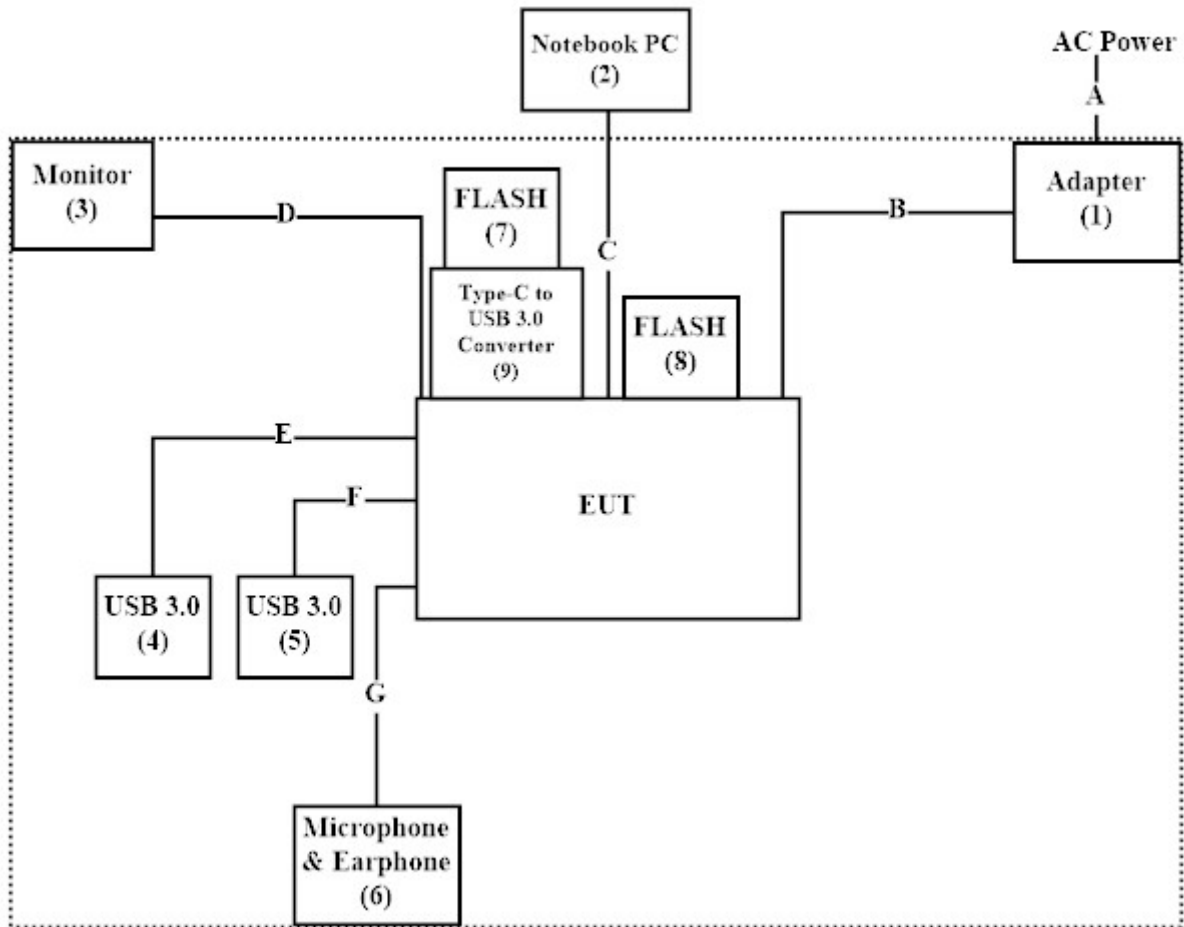 Notebook PC
(2)
AC Power
A
Monitor
(3)
Adapter
(1)
D
FLASH
(7)
B
C
Type-C to
USB 3.0
Converter
(9)
FLASH
(8)
E
F
EUT
USB 3.0
(4)
USB 3.0
(5)
G
Microphone
& Earphone
(6)